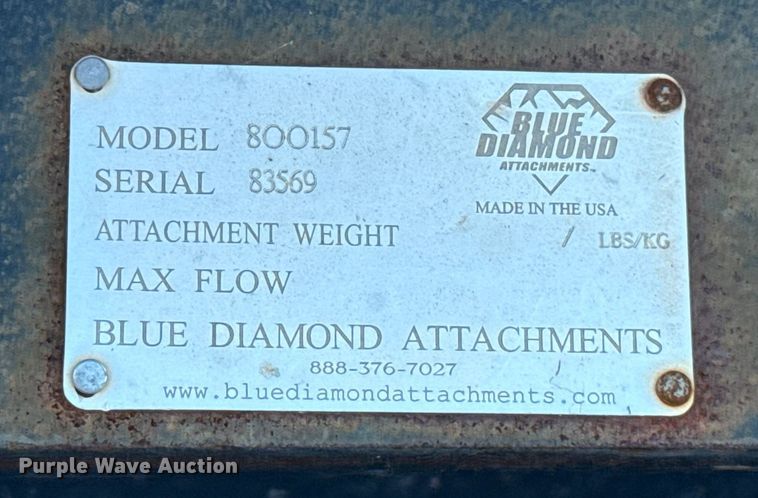 MODEL 800157
SERIAL 83569
BLUE
DIAMOND
ATTACHMENTS™
MADE IN THE USA
ATTACHMENT WEIGHT / LBS/KG
MAX FLOW
BLUE DIAMOND ATTACHMENTS
888-376-7027
www.bluediamondattachments.com
Purple Wave Auction